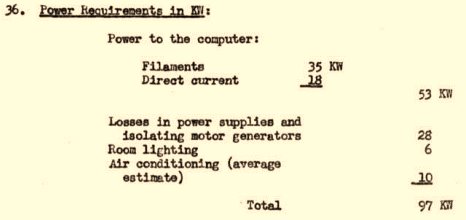 36. Power Requirements in KW:
Power to the computer:
Filaments 35 KW
Direct current 18
53 KW
Losses in power supplies and
isolating motor generators 28
Room lighting 6
Air conditioning (average
estimate) 10
Total 97 KW